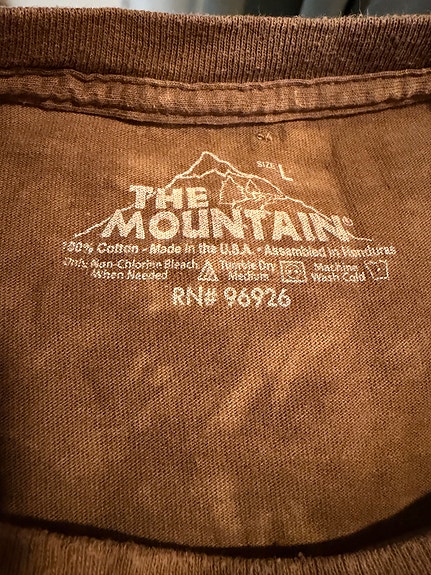 SIZE: L
THE
MOUNTAIN®
100% Cotton - Made in the U.S.A. - Assembled in Honduras
Only Non-Chlorine Bleach Tumble Dry Machine
When Needed Medium Wash Cold
RN# 96926